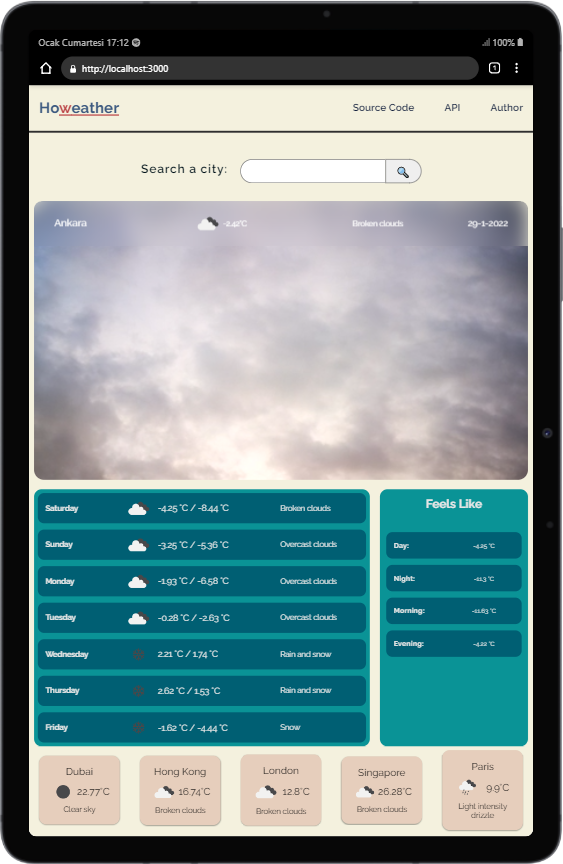 Ocak Cumartesi 17:12 100%
http://localhost:3000 1
Howeather Source Code API Author
Search a city:
Ankara -2.42°C Broken clouds 29-1-2022
Saturday -4.25 °C / -8.44 °C Broken clouds
Sunday -3.25 °C / -5.36 °C Overcast clouds
Monday -1.93 °C / -6.58 °C Overcast clouds
Tuesday -0.28 °C / -2.63 °C Overcast clouds
Wednesday 2.21 °C / 1.74 °C Rain and snow
Thursday 2.62 °C / 1.53 °C Rain and snow
Friday -1.62 °C / -4.44 °C Snow
Feels Like
Day: -4.25 °C
Night: -11.3 °C
Morning: -11.63 °C
Evening: -4.22 °C
Dubai
22.77°C
Clear sky
Hong Kong
16.74°C
Broken clouds
London
12.8°C
Broken clouds
Singapore
26.28°C
Broken clouds
Paris
9.9°C
Light intensity
drizzle